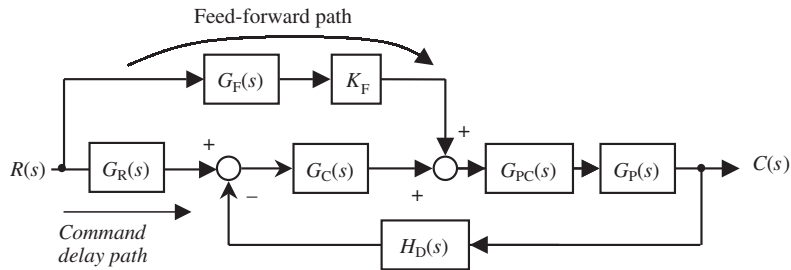 Feed-forward path
G_F(s)
K_F
+
+
R(s)
G_R(s)
G_C(s)
G_PC(s)
G_P(s)
C(s)
−
+
Command
delay path
H_D(s)